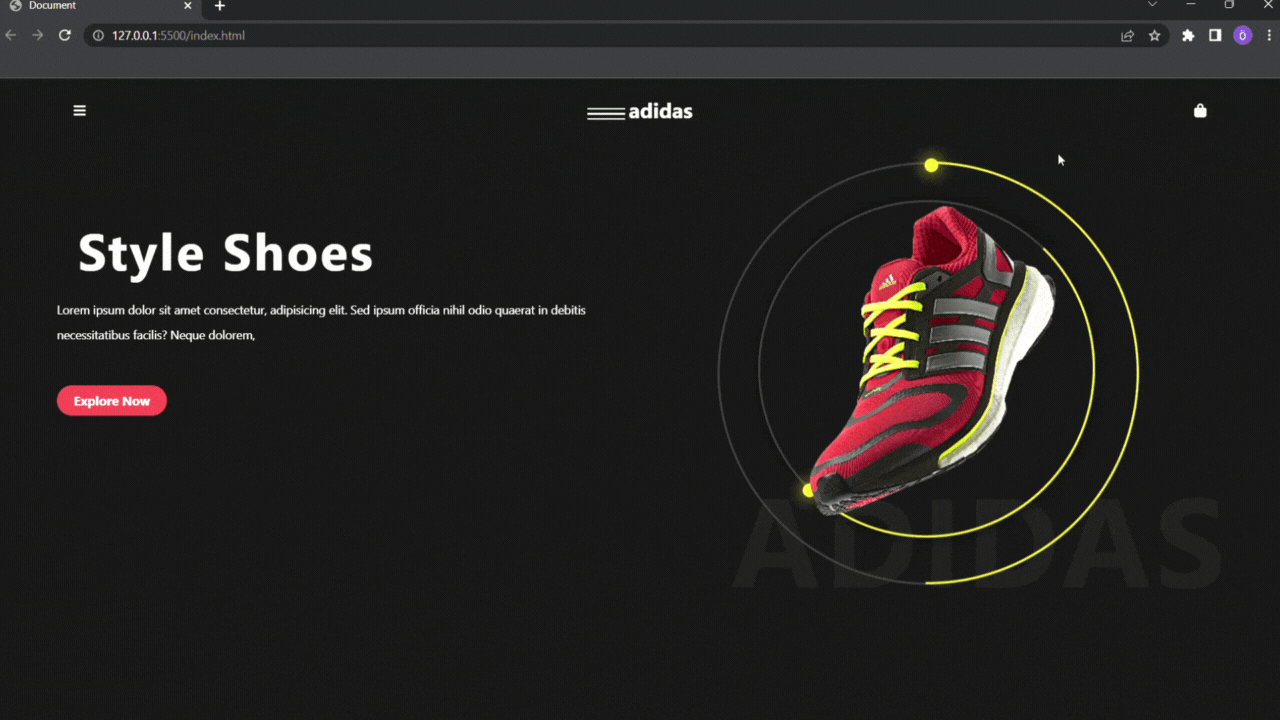 Document
127.0.0.1:5500/index.html
Ö
adidas
Style Shoes
Lorem ipsum dolor sit amet consectetur, adipisicing elit. Sed ipsum officia nihil odio quaerat in debitis
necessitatibus facilis? Neque dolorem,
Explore Now
ADIDAS